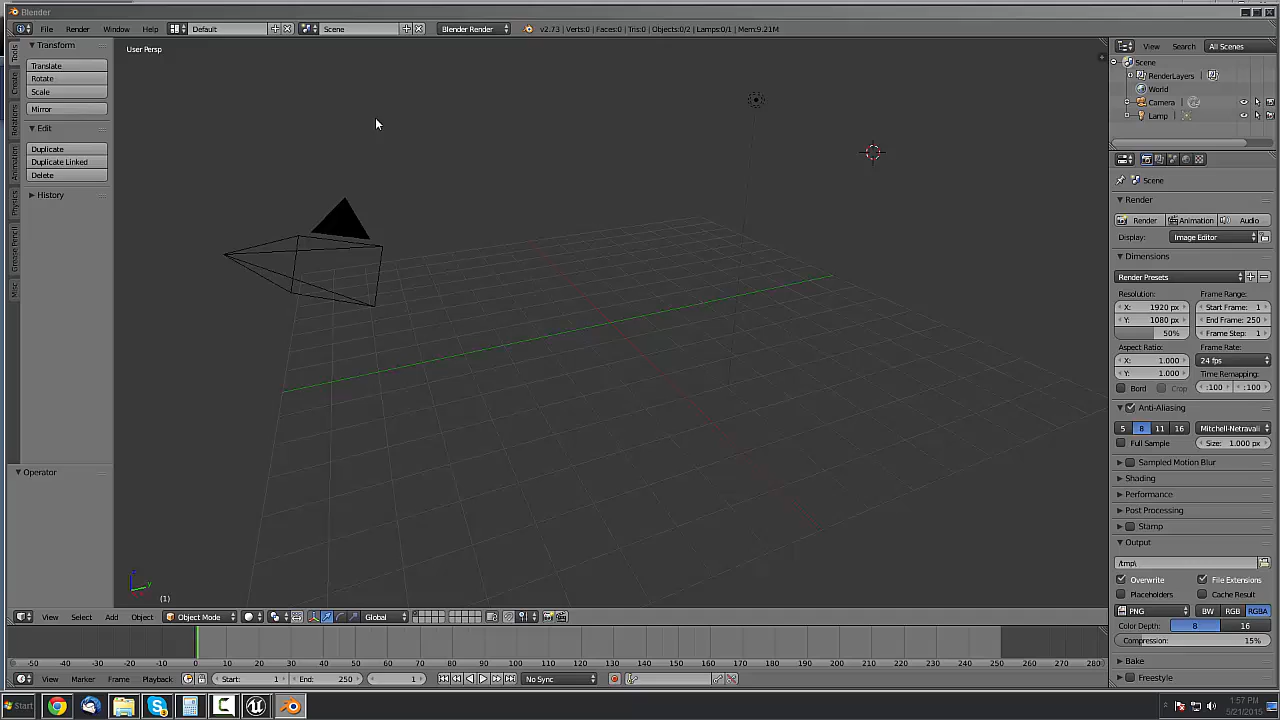 Blender
File Render Window Help Default Scene Blender Render v2.73 | Verts:0 | Faces:0 | Tris:0 | Objects:0/2 | Lamps:0/1 | Mem:9.21M
Transform
Translate
Rotate
Scale
Mirror
Edit
Duplicate
Duplicate Linked
Delete
History
Operator
Tools
Create
Relations
Animation
Physics
Grease Pencil
Misc
User Persp
z
y
(1)
View Search All Scenes
Scene
RenderLayers
World
Camera
Lamp
Scene
Render
Render Animation Audio
Display: Image Editor
Dimensions
Render Presets
Resolution: Frame Range:
X: 1920 px Start Frame: 1
Y: 1080 px End Frame: 250
50% Frame Step: 1
Aspect Ratio: Frame Rate:
X: 1.000 24 fps
Y: 1.000 Time Remapping:
Bord Crop :100 :100
Anti-Aliasing
5 8 11 16 Mitchell-Netravali
Full Sample Size: 1.000 px
Sampled Motion Blur
Shading
Performance
Post Processing
Stamp
Output
/tmp\
Overwrite File Extensions
Placeholders Cache Result
PNG BW RGB RGBA
Color Depth: 8 16
Compression: 15%
Bake
Freestyle
View Select Add Object Object Mode Global
-50 -40 -30 -20 -10 0 10 20 30 40 50 60 70 80 90 100 110 120 130 140 150 160 170 180 190 200 210 220 230 240 250 260 270 280
View Marker Frame Playback Start: 1 End: 250 1 No Sync
Start
1:57 PM
5/21/2015